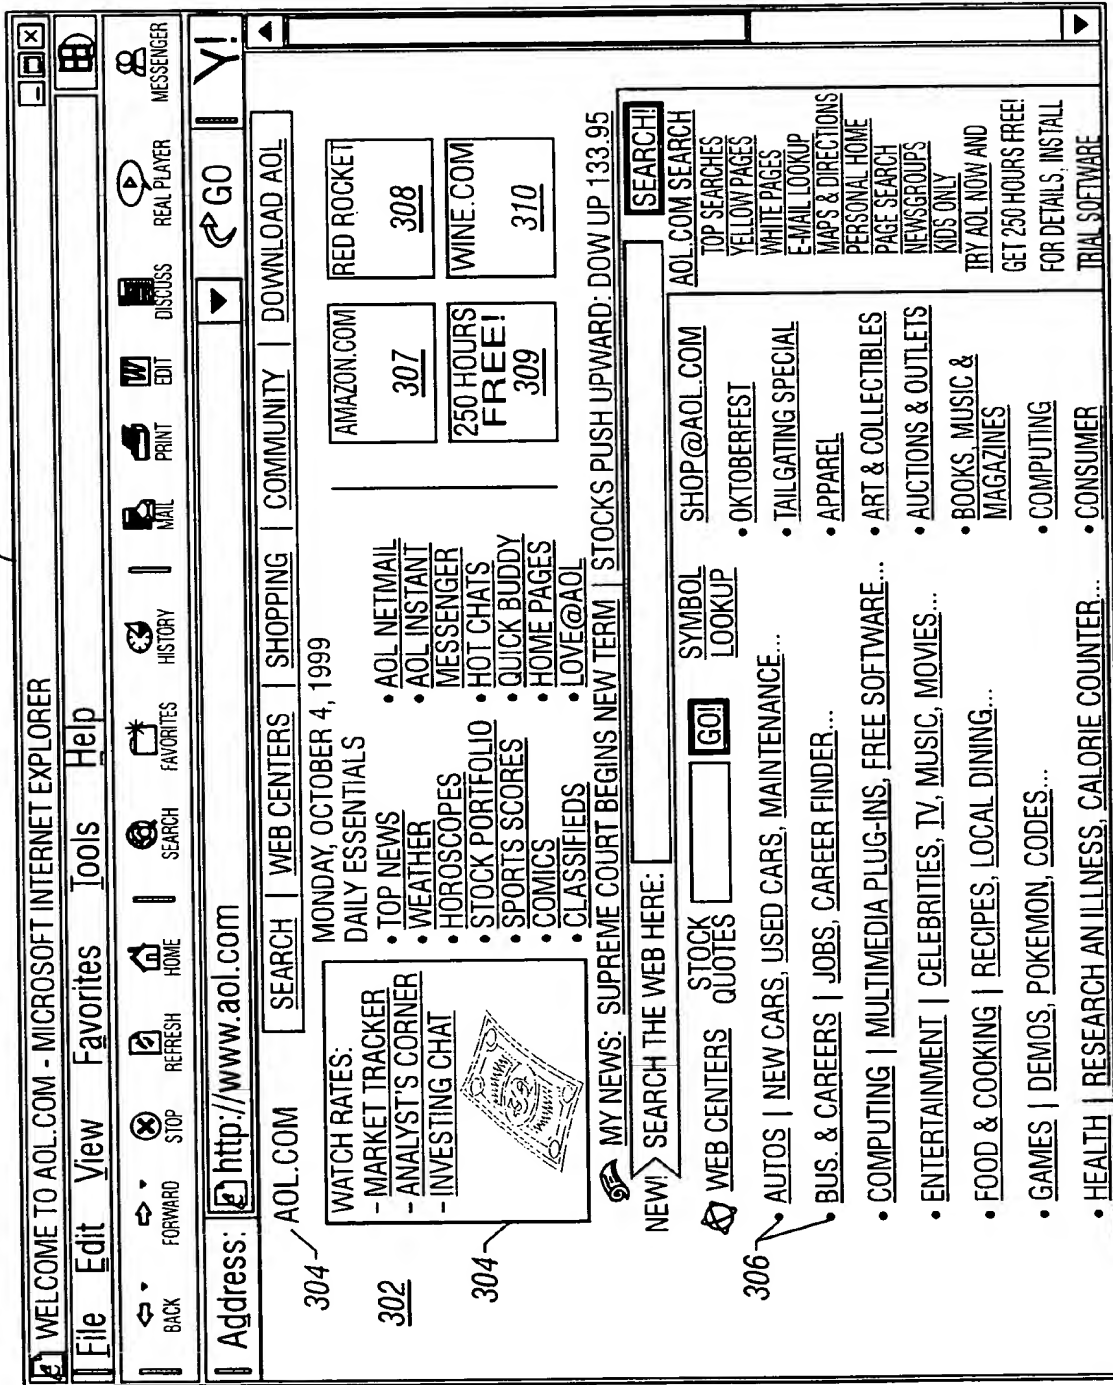 WELCOME TO AOL.COM - MICROSOFT INTERNET EXPLORER
File Edit View Favorites Tools Help
BACK FORWARD STOP REFRESH HOME SEARCH FAVORITES HISTORY MAIL PRINT EDIT DISCUSS REAL PLAYER MESSENGER
Address: http://www.aol.com GO Y!
304 AOL.COM
SEARCH | WEB CENTERS | SHOPPING | COMMUNITY | DOWNLOAD AOL
302
304
WATCH RATES:
- MARKET TRACKER
- ANALYST'S CORNER
- INVESTING CHAT
MONDAY, OCTOBER 4, 1999
DAILY ESSENTIALS
• TOP NEWS
• WEATHER
• HOROSCOPES
• STOCK PORTFOLIO
• SPORTS SCORES
• COMICS
• CLASSIFIEDS
• AOL NETMAIL
• AOL INSTANT
MESSENGER
• HOT CHATS
• QUICK BUDDY
• HOME PAGES
• LOVE@AOL
AMAZON.COM
307
RED ROCKET
308
250 HOURS
FREE!
309
WINE.COM
310
MY NEWS: SUPREME COURT BEGINS NEW TERM | STOCKS PUSH UPWARD: DOW UP 133.95
NEW! SEARCH THE WEB HERE: SEARCH!
WEB CENTERS
STOCK
QUOTES
GO!
SYMBOL
LOOKUP
306
• AUTOS | NEW CARS, USED CARS, MAINTENANCE...
• BUS. & CAREERS | JOBS, CAREER FINDER...
• COMPUTING | MULTIMEDIA PLUG-INS, FREE SOFTWARE...
• ENTERTAINMENT | CELEBRITIES, TV, MUSIC, MOVIES...
• FOOD & COOKING | RECIPES, LOCAL DINING...
• GAMES | DEMOS, POKEMON, CODES...
• HEALTH | RESEARCH AN ILLNESS, CALORIE COUNTER...
SHOP@AOL.COM
• OKTOBERFEST
• TAILGATING SPECIAL
• APPAREL
• ART & COLLECTIBLES
• AUCTIONS & OUTLETS
• BOOKS, MUSIC &
MAGAZINES
• COMPUTING
• CONSUMER
AOL.COM SEARCH
TOP SEARCHES
YELLOW PAGES
WHITE PAGES
E-MAIL LOOKUP
MAPS & DIRECTIONS
PERSONAL HOME
PAGE SEARCH
NEWSGROUPS
KIDS ONLY
TRY AOL NOW AND
GET 250 HOURS FREE!
FOR DETAILS, INSTALL
TRIAL SOFTWARE